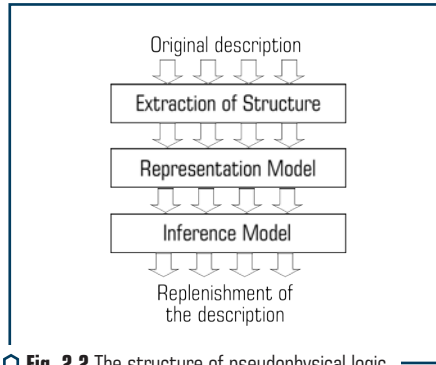 Original description
Extraction of Structure
Representation Model
Inference Model
Replenishment of
the description
Fig. 2.2 The structure of pseudophysical logic